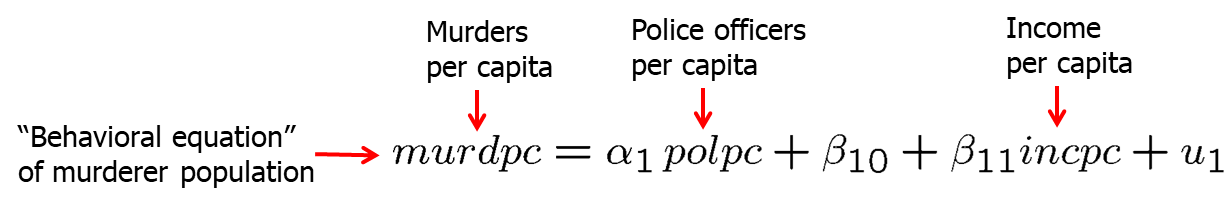 Murders
per capita
Police officers
per capita
Income
per capita
“Behavioral equation”
of murderer population
murdpc = α₁ polpc + β₁₀ + β₁₁incpc + u₁